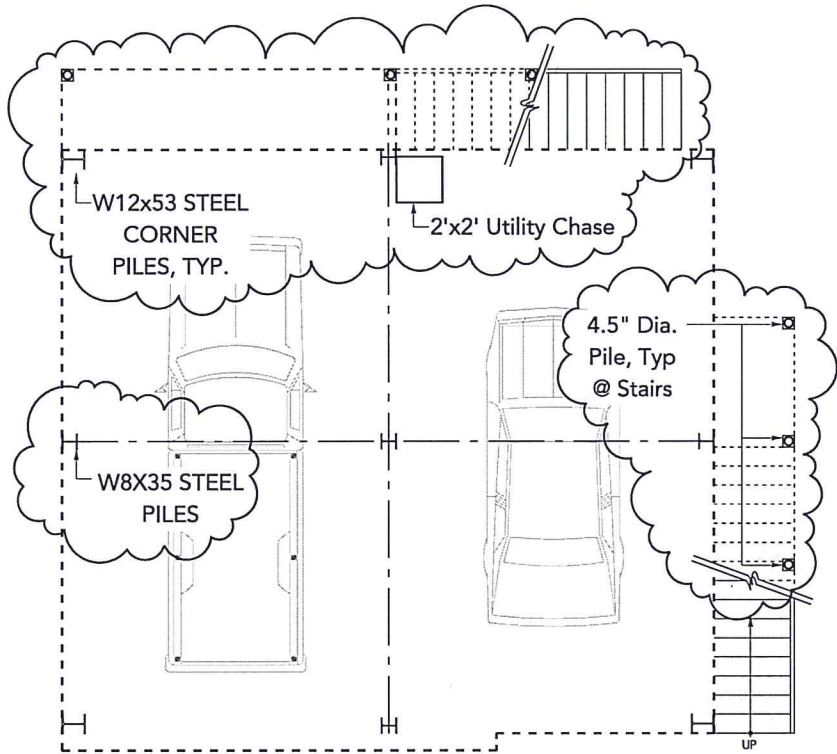 W12x53 STEEL
CORNER
PILES, TYP.
2'x2' Utility Chase
4.5" Dia.
Pile, Typ
@ Stairs
W8X35 STEEL
PILES
UP